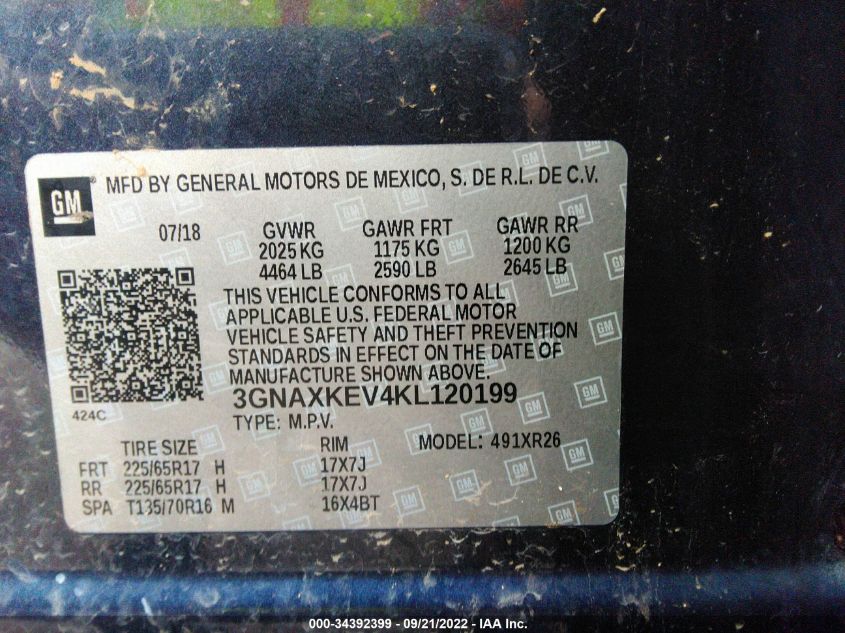 GM
MFD BY GENERAL MOTORS DE MEXICO, S. DE R.L. DE C.V.
07/18 GVWR GAWR FRT GAWR RR
2025 KG 1175 KG 1200 KG
4464 LB 2590 LB 2645 LB
THIS VEHICLE CONFORMS TO ALL
APPLICABLE U.S. FEDERAL MOTOR
VEHICLE SAFETY AND THEFT PREVENTION
STANDARDS IN EFFECT ON THE DATE OF
MANUFACTURE SHOWN ABOVE.
3GNAXKEV4KL120199
424C
TYPE: M.P.V.
TIRE SIZE RIM MODEL: 491XR26
FRT 225/65R17 H 17X7J
RR 225/65R17 H 17X7J
SPA T135/70R16 M 16X4BT
000-34392399 - 09/21/2022 - IAA Inc.